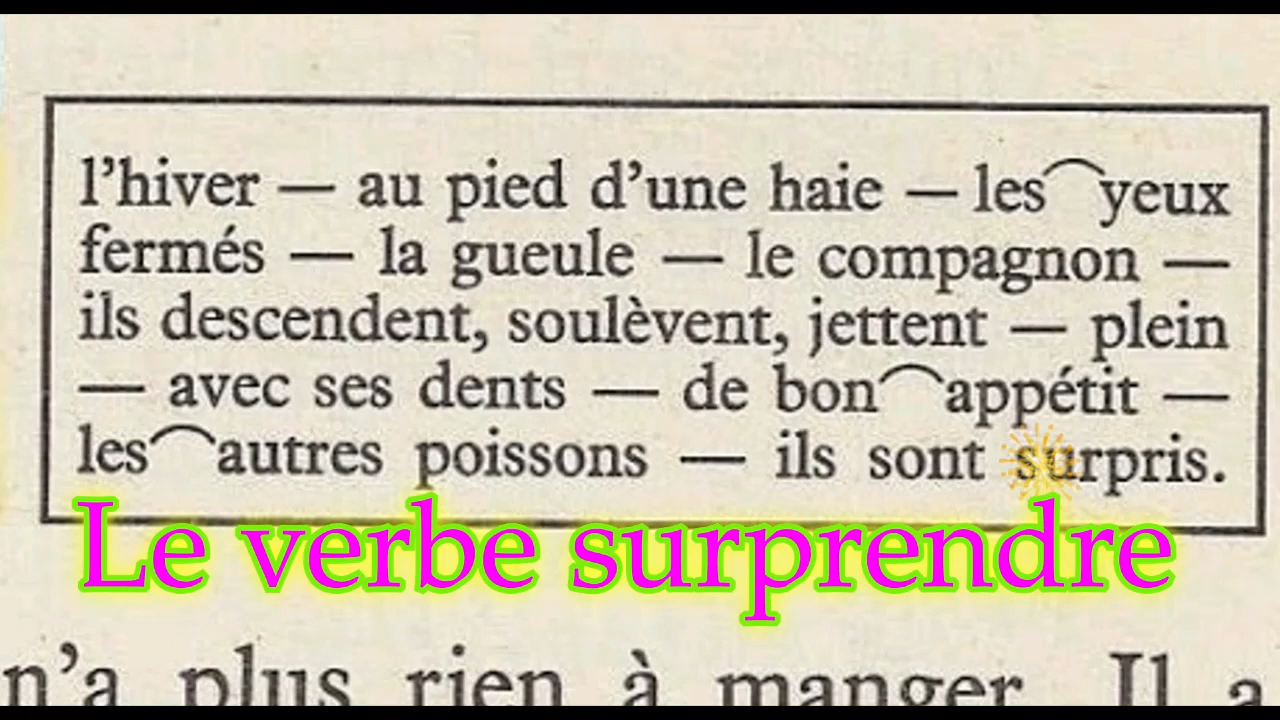 l'hiver — au pied d'une haie — les yeux
fermés — la gueule — le compagnon —
ils descendent, soulèvent, jettent — plein
— avec ses dents — de bon appétit —
les autres poissons — ils sont surpris.
Le verbe surprendre
n'a plus rien à manger. Il a